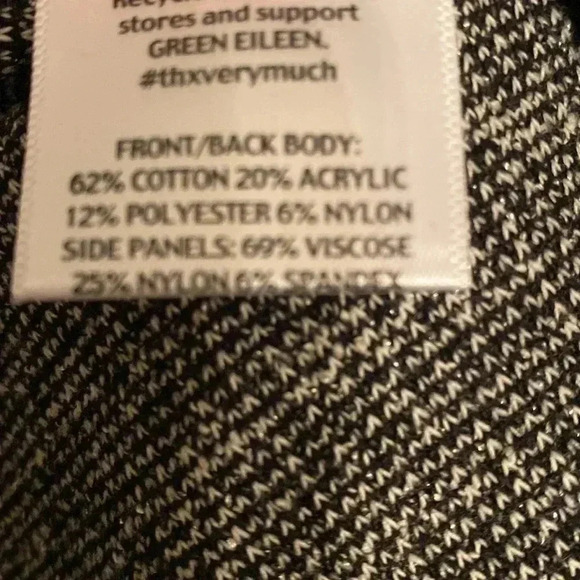 stores and support
GREEN EILEEN.
#thxverymuch
FRONT/BACK BODY:
62% COTTON 20% ACRYLIC
12% POLYESTER 6% NYLON
SIDE PANELS: 69% VISCOSE
25% NYLON 6% SPANDEX